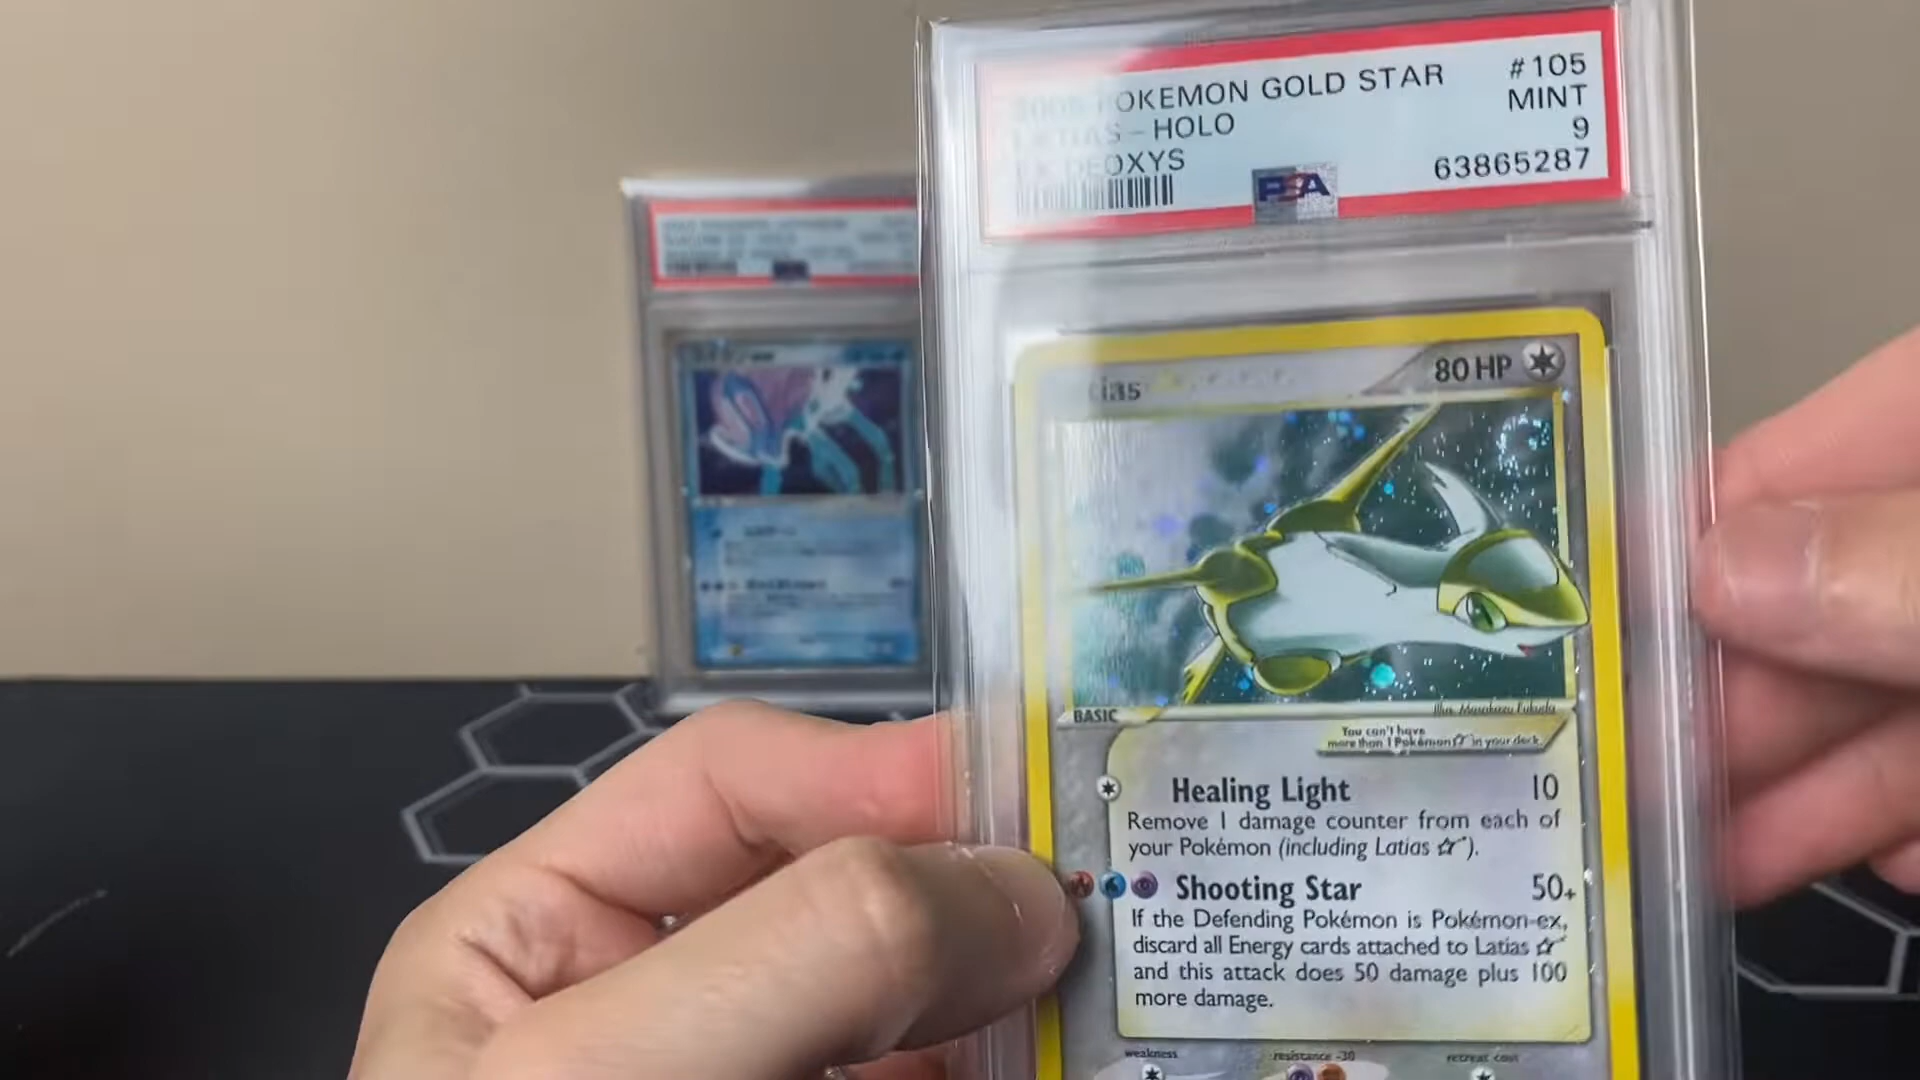 POKEMON GOLD STAR #105
HOLO MINT
DEOXYS 9
PSA 63865287
80 HP
BASIC
Illus. Masakazu Fukuda
You can't have
more than 1 Pokémon☆ in your deck.
Healing Light 10
Remove 1 damage counter from each of
your Pokémon (including Latias ☆).
Shooting Star 50+
If the Defending Pokémon is Pokémon-ex,
discard all Energy cards attached to Latias ☆
and this attack does 50 damage plus 100
more damage.
weakness resistance -30 retreat cost